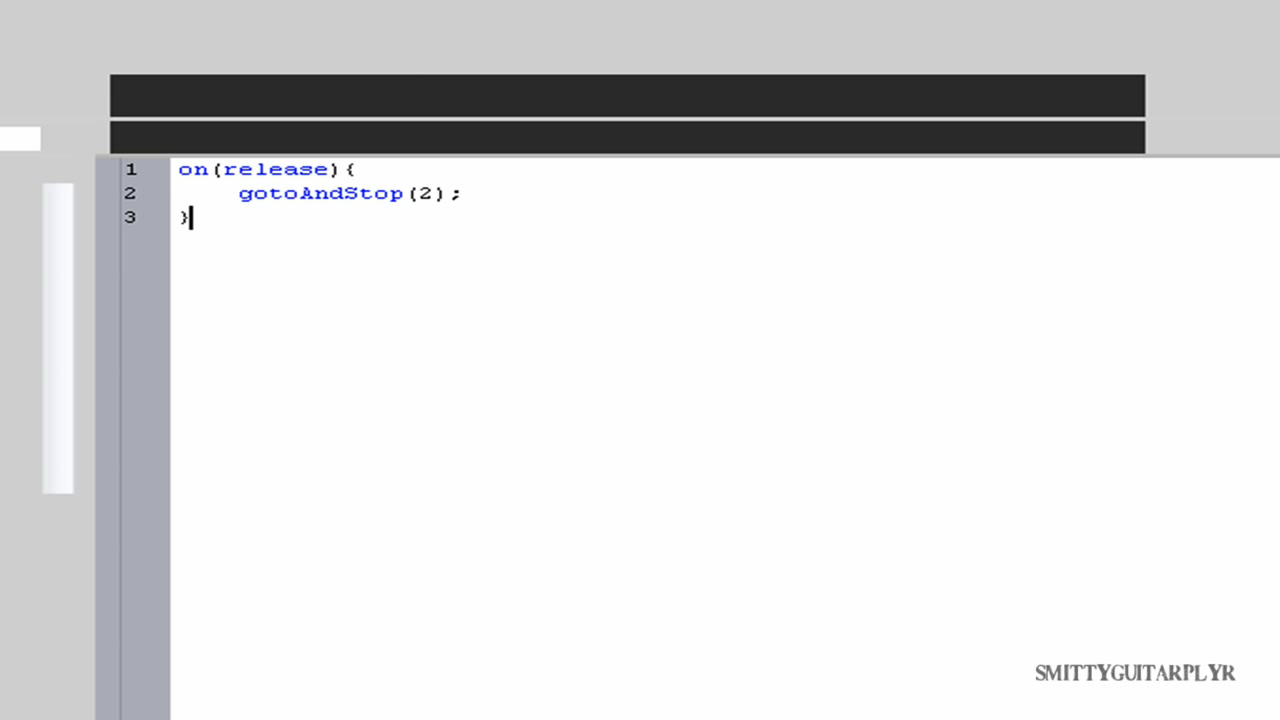 1 on(release){
2 gotoAndStop(2);
3 }
SMITTYGUITARPLYR